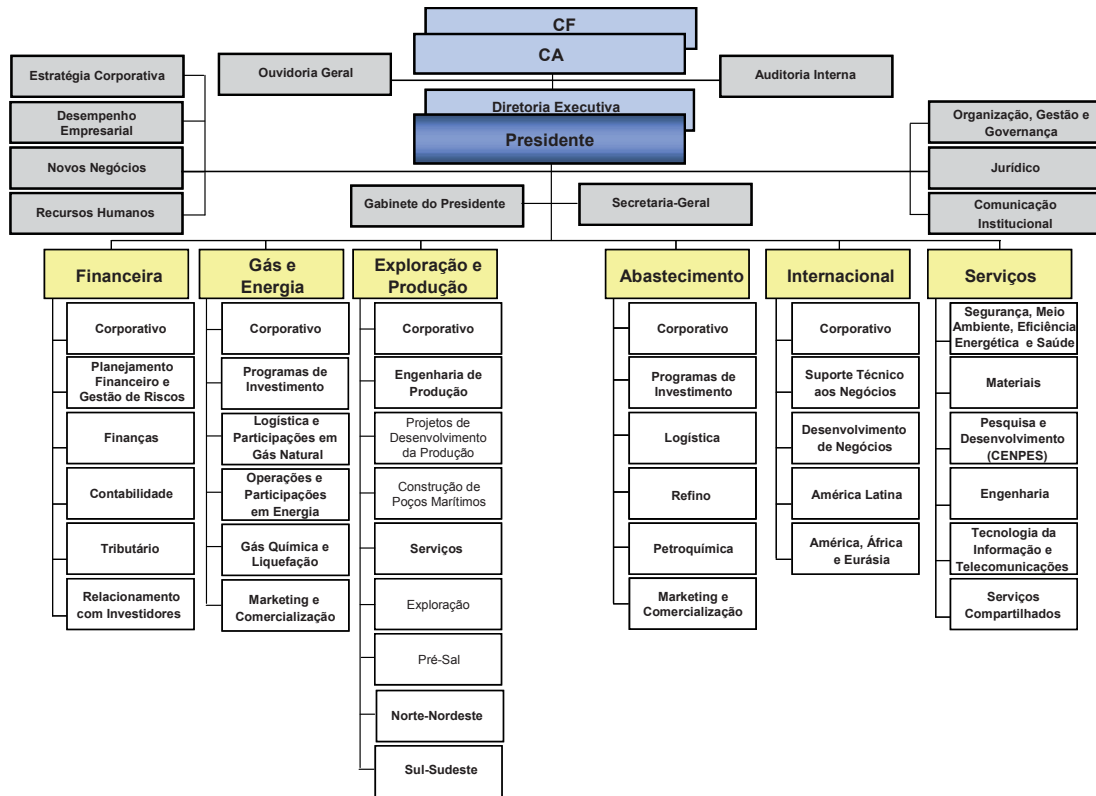 CF
CA
Ouvidoria Geral
Auditoria Interna
Estratégia Corporativa
Desempenho
Empresarial
Novos Negócios
Recursos Humanos
Diretoria Executiva
Presidente
Organização, Gestão e
Governança
Jurídico
Comunicação
Institucional
Gabinete do Presidente
Secretaria-Geral
Financeira
Corporativo
Planejamento
Financeiro e
Gestão de Riscos
Finanças
Contabilidade
Tributário
Relacionamento
com Investidores
Gás e
Energia
Corporativo
Programas de
Investimento
Logística e
Participações em
Gás Natural
Operações e
Participações
em Energia
Gás Química e
Liquefação
Marketing e
Comercialização
Exploração e
Produção
Corporativo
Engenharia de
Produção
Projetos de
Desenvolvimento
da Produção
Construção de
Poços Marítimos
Serviços
Exploração
Pré-Sal
Norte-Nordeste
Sul-Sudeste
Abastecimento
Corporativo
Programas de
Investimento
Logística
Refino
Petroquímica
Marketing e
Comercialização
Internacional
Corporativo
Suporte Técnico
aos Negócios
Desenvolvimento
de Negócios
América Latina
América, África
e Eurásia
Serviços
Segurança, Meio
Ambiente, Eficiência
Energética e Saúde
Materiais
Pesquisa e
Desenvolvimento
(CENPES)
Engenharia
Tecnologia da
Informação e
Telecomunicações
Serviços
Compartilhados